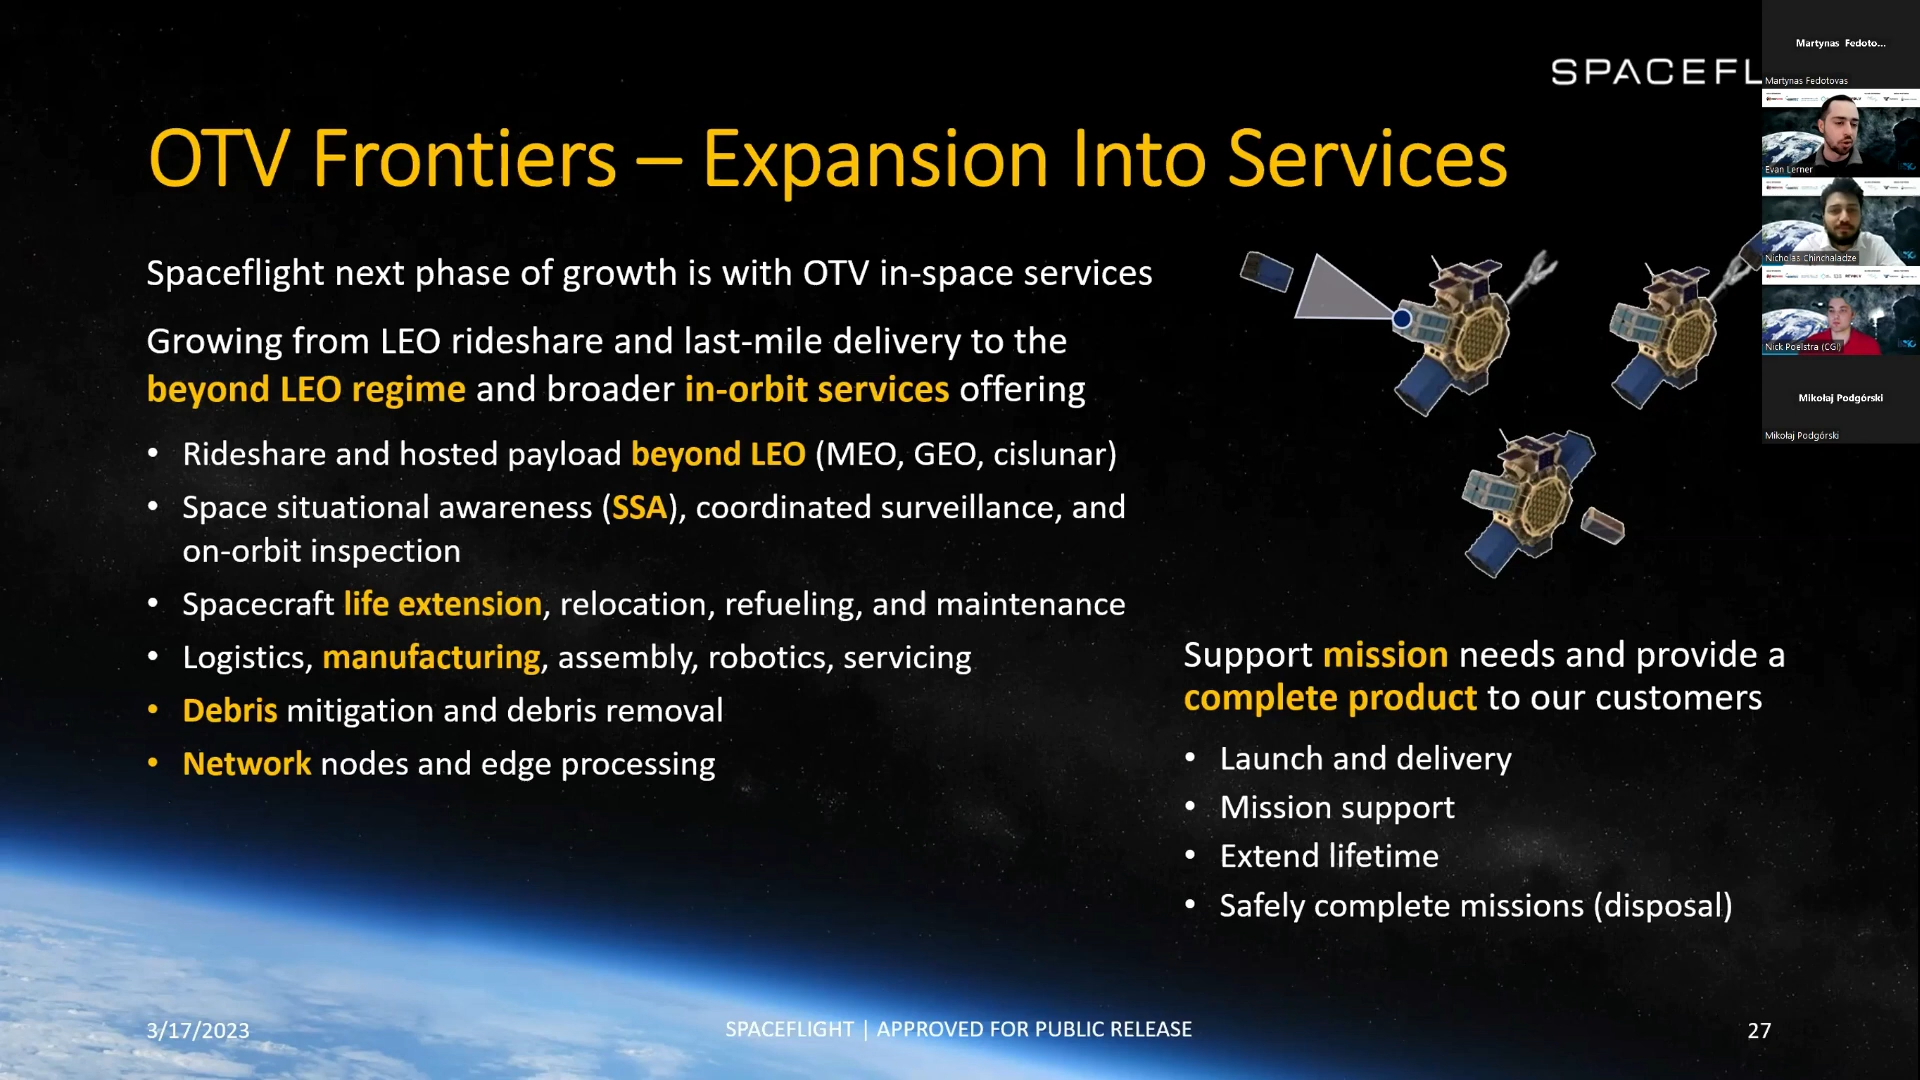 SPACEFL
OTV Frontiers – Expansion Into Services
Spaceflight next phase of growth is with OTV in-space services
Growing from LEO rideshare and last-mile delivery to the
beyond LEO regime and broader in-orbit services offering
• Rideshare and hosted payload beyond LEO (MEO, GEO, cislunar)
• Space situational awareness (SSA), coordinated surveillance, and
on-orbit inspection
• Spacecraft life extension, relocation, refueling, and maintenance
• Logistics, manufacturing, assembly, robotics, servicing
• Debris mitigation and debris removal
• Network nodes and edge processing
Support mission needs and provide a
complete product to our customers
• Launch and delivery
• Mission support
• Extend lifetime
• Safely complete missions (disposal)
3/17/2023
SPACEFLIGHT | APPROVED FOR PUBLIC RELEASE
27
Martynas Fedoto...
Martynas Fedotovas
Evan Lerner
Nicholas Chinchaladze
Nick Poelstra (CGI)
Mikołaj Podgórski
Mikołaj Podgórski